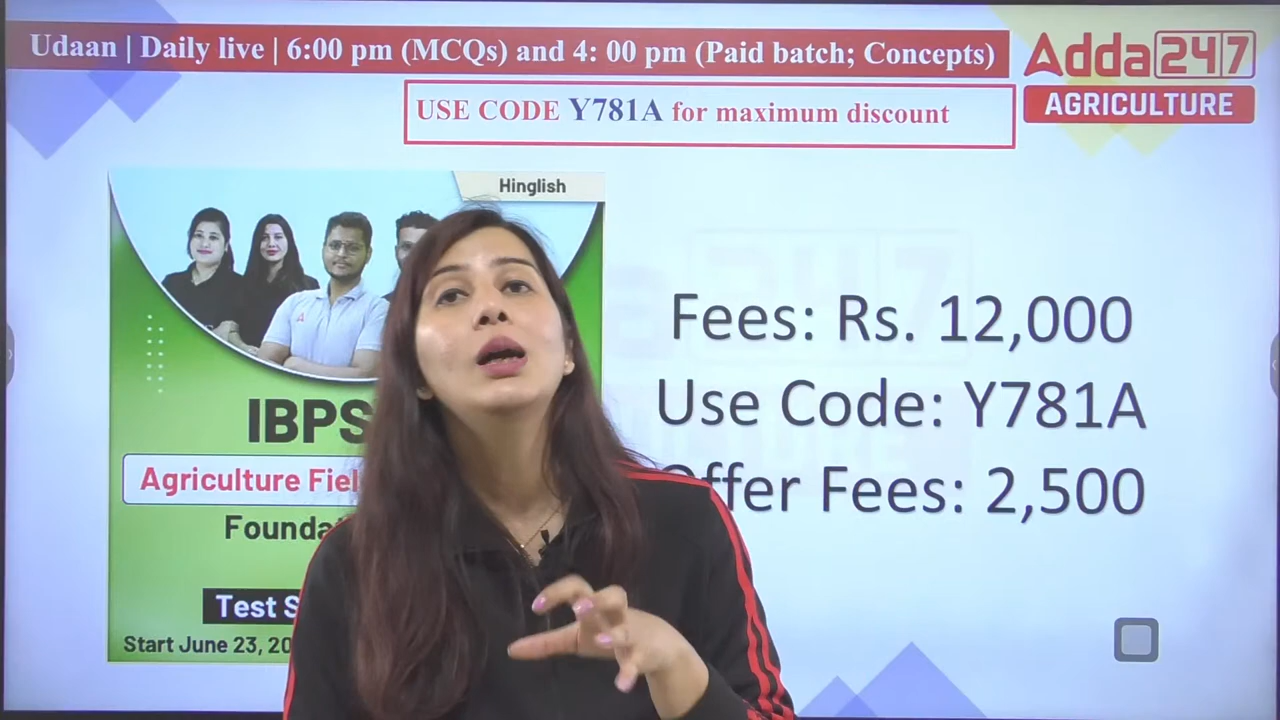 Udaan | Daily live | 6:00 pm (MCQs) and 4: 00 pm (Paid batch; Concepts)
Adda247
AGRICULTURE
USE CODE Y781A for maximum discount
Hinglish
IBPS
Agriculture Fiel
Founda
Test S
Start June 23, 20
Fees: Rs. 12,000
Use Code: Y781A
Offer Fees: 2,500